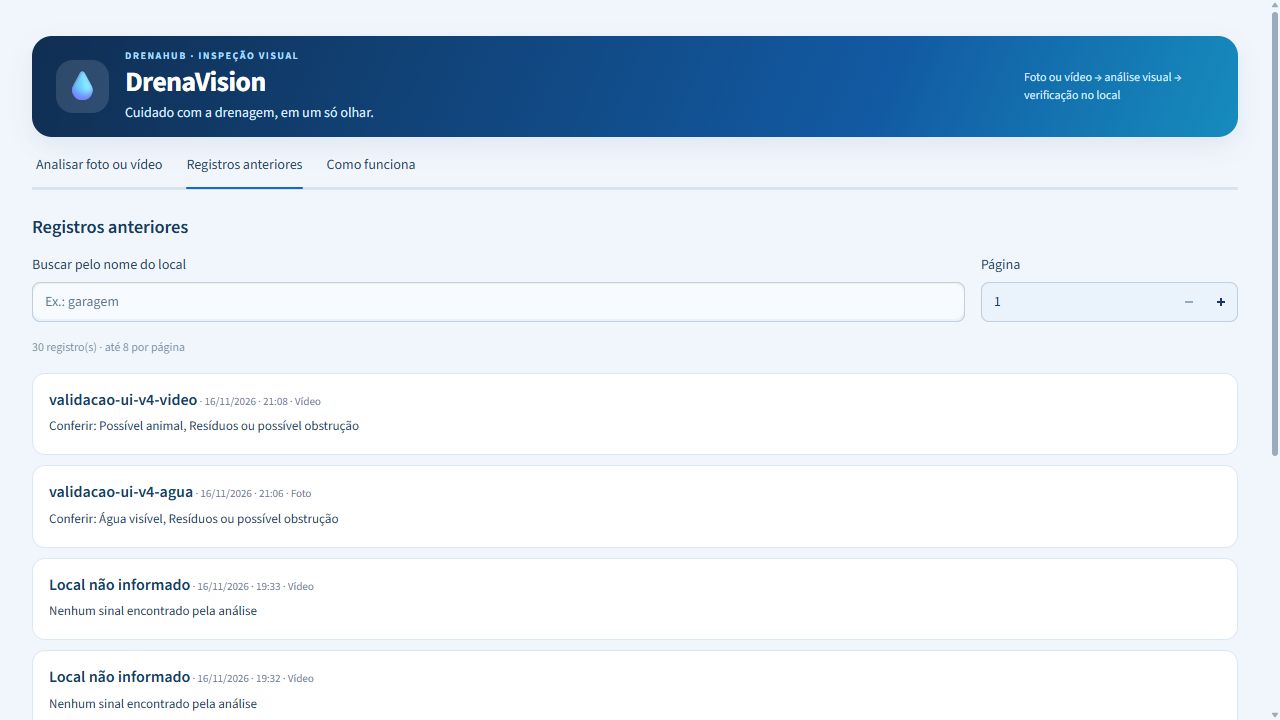 DRENAHUB · INSPEÇÃO VISUAL
DrenaVision
Cuidado com a drenagem, em um só olhar.
Foto ou vídeo → análise visual →
verificação no local
Analisar foto ou vídeo
Registros anteriores
Como funciona
Registros anteriores
Buscar pelo nome do local
Página
Ex.: garagem
1
30 registro(s) · até 8 por página
validacao-ui-v4-video · 16/11/2026 · 21:08 · Vídeo
Conferir: Possível animal, Resíduos ou possível obstrução
validacao-ui-v4-agua · 16/11/2026 · 21:06 · Foto
Conferir: Água visível, Resíduos ou possível obstrução
Local não informado · 16/11/2026 · 19:33 · Vídeo
Nenhum sinal encontrado pela análise
Local não informado · 16/11/2026 · 19:32 · Vídeo
Nenhum sinal encontrado pela análise